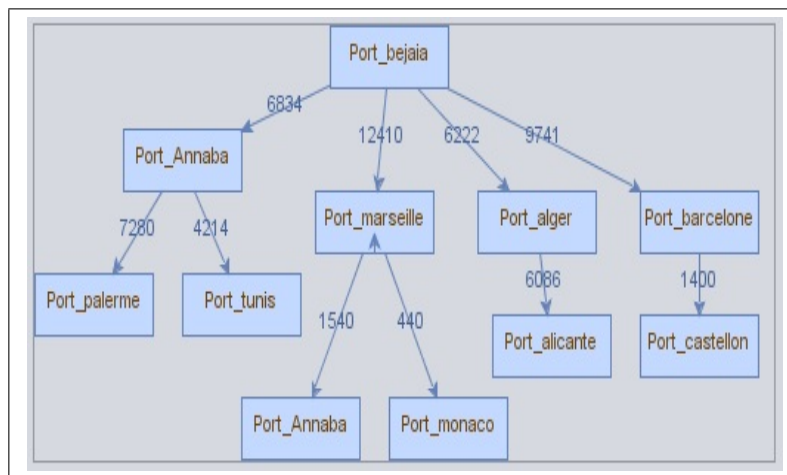 Port_bejaia
6834
12410
6222
9741
Port_Annaba
Port_marseille
Port_alger
Port_barcelone
7280
4214
6086
1400
Port_palerme
Port_tunis
1540
440
Port_alicante
Port_castellon
Port_Annaba
Port_monaco